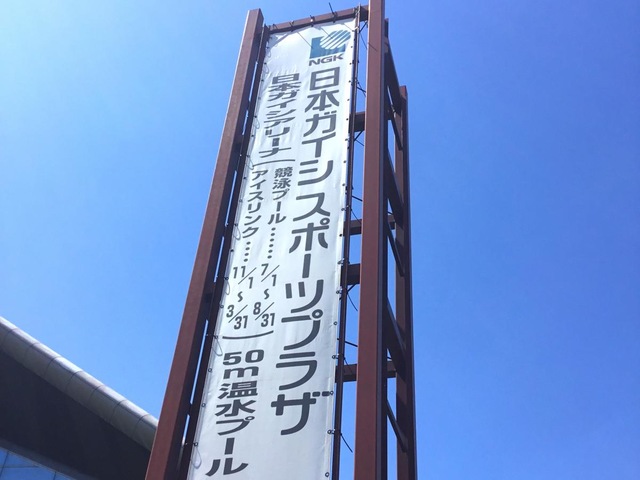 NGK
日本ガイシスポーツプラザ
日本ガイシアリーナ
競泳プール……7/1~8/31
アイスリンク…11/1~3/31
50m温水プール